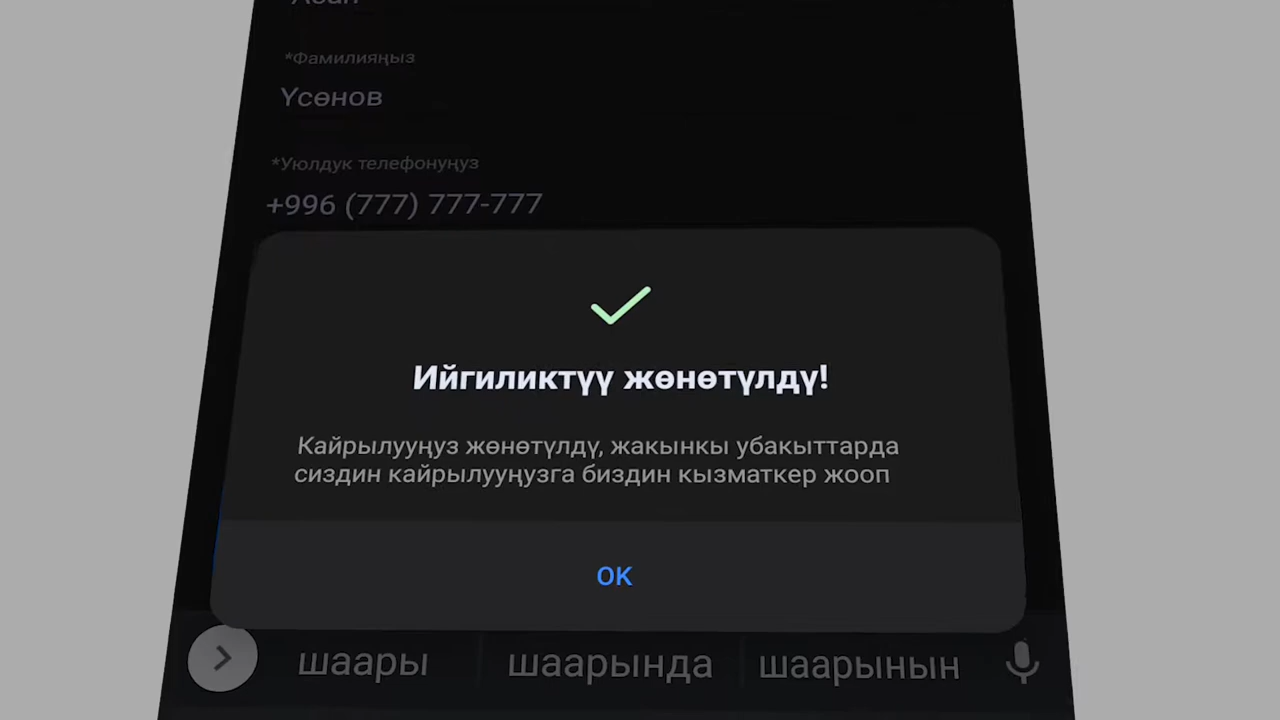 *Фамилияңыз
Үсөнов
*Уюлдук телефонуңуз
+996 (777) 777-777
Ийгиликтүү жөнөтүлдү!
Кайрылууңуз жөнөтүлдү, жакынкы убакыттарда
сиздин кайрылууңузга биздин кызматкер жооп
OK
шаары шаарында шаарынын